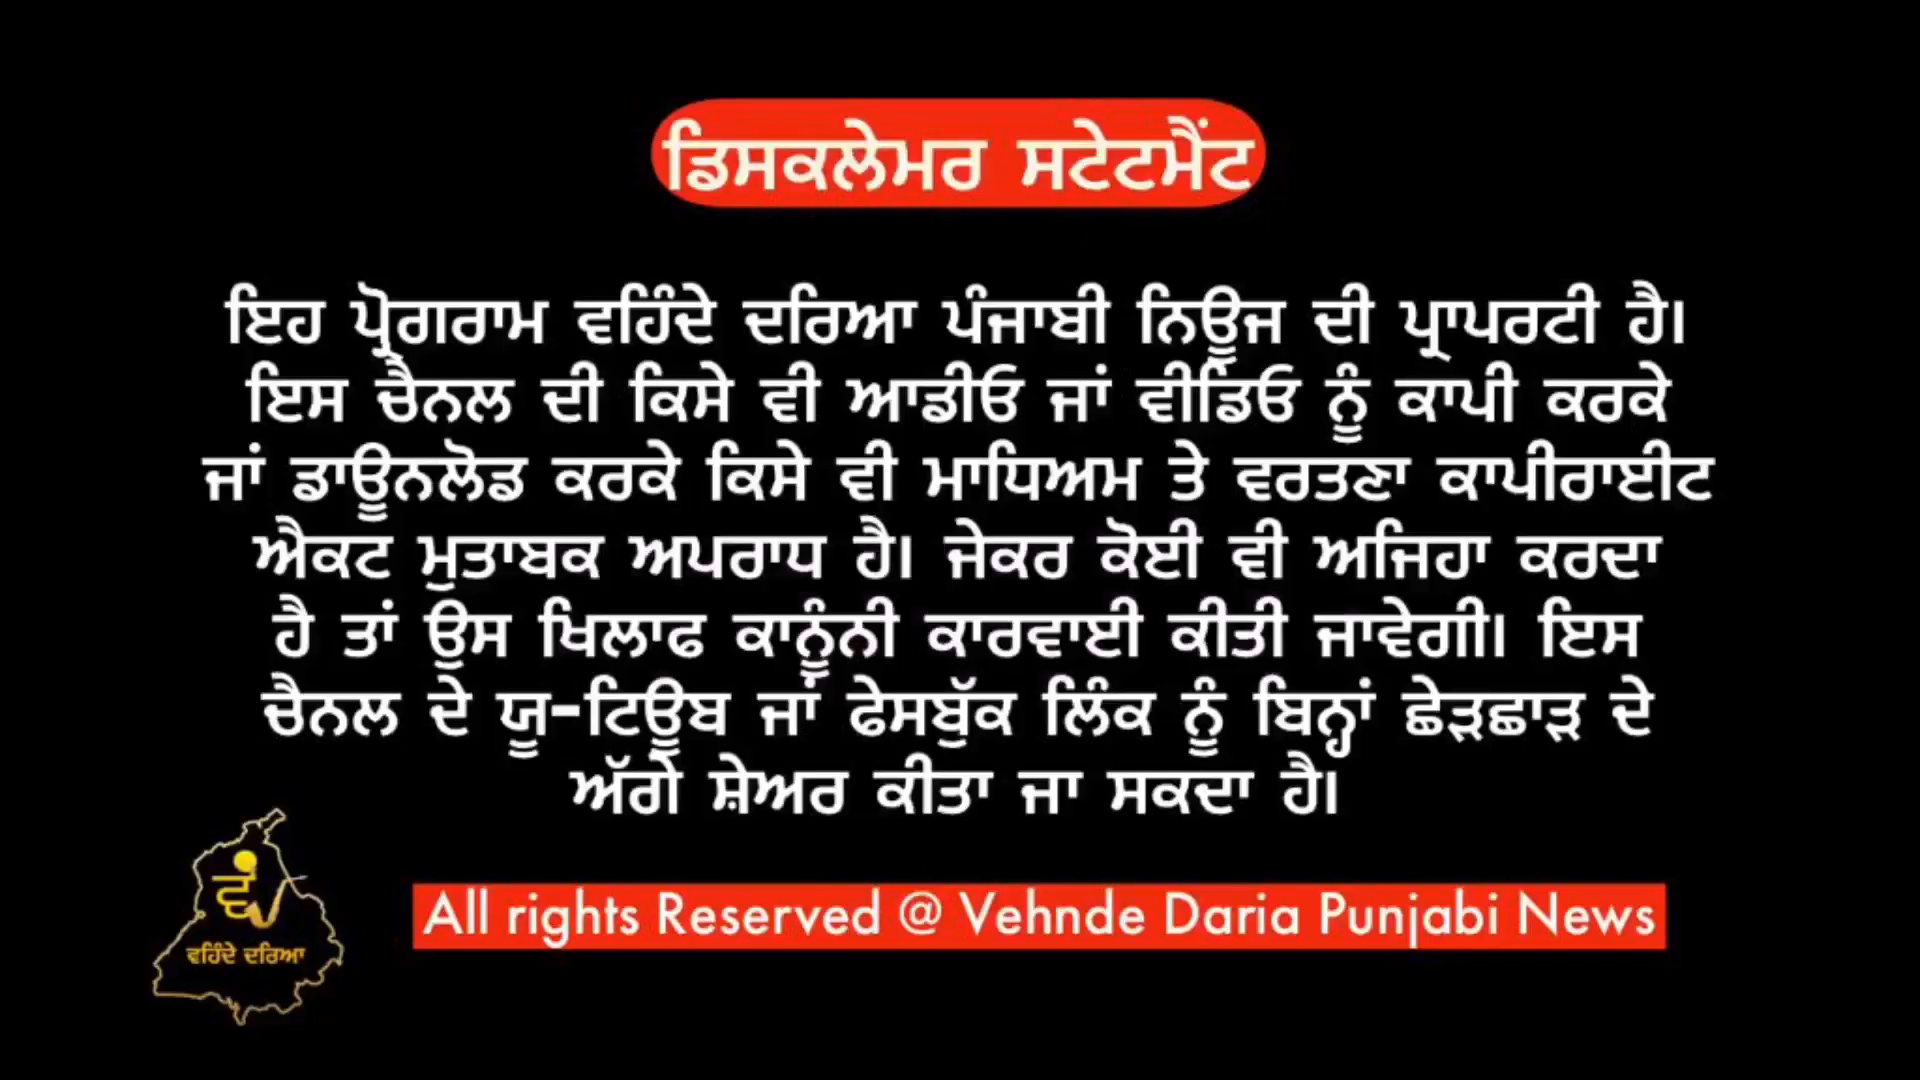 ਡਿਸਕਲੇਮਰ ਸਟੇਟਮੈਂਟ
ਇਹ ਪ੍ਰੋਗਰਾਮ ਵਹਿੰਦੇ ਦਰਿਆ ਪੰਜਾਬੀ ਨਿਊਜ ਦੀ ਪ੍ਰਾਪਰਟੀ ਹੈ।
ਇਸ ਚੈਨਲ ਦੀ ਕਿਸੇ ਵੀ ਆਡੀਓ ਜਾਂ ਵੀਡਿਓ ਨੂੰ ਕਾਪੀ ਕਰਕੇ
ਜਾਂ ਡਾਊਨਲੋਡ ਕਰਕੇ ਕਿਸੇ ਵੀ ਮਾਧਿਅਮ ਤੇ ਵਰਤਣਾ ਕਾਪੀਰਾਈਟ
ਐਕਟ ਮੁਤਾਬਕ ਅਪਰਾਧ ਹੈ। ਜੇਕਰ ਕੋਈ ਵੀ ਅਜਿਹਾ ਕਰਦਾ
ਹੈ ਤਾਂ ਉਸ ਖਿਲਾਫ ਕਾਨੂੰਨੀ ਕਾਰਵਾਈ ਕੀਤੀ ਜਾਵੇਗੀ। ਇਸ
ਚੈਨਲ ਦੇ ਯੂ-ਟਿਊਬ ਜਾਂ ਫੇਸਬੁੱਕ ਲਿੰਕ ਨੂੰ ਬਿਨ੍ਹਾਂ ਛੇੜਛਾੜ ਦੇ
ਅੱਗੇ ਸ਼ੇਅਰ ਕੀਤਾ ਜਾ ਸਕਦਾ ਹੈ।
ਵਹਿੰਦੇ ਦਰਿਆ
All rights Reserved @ Vehnde Daria Punjabi News